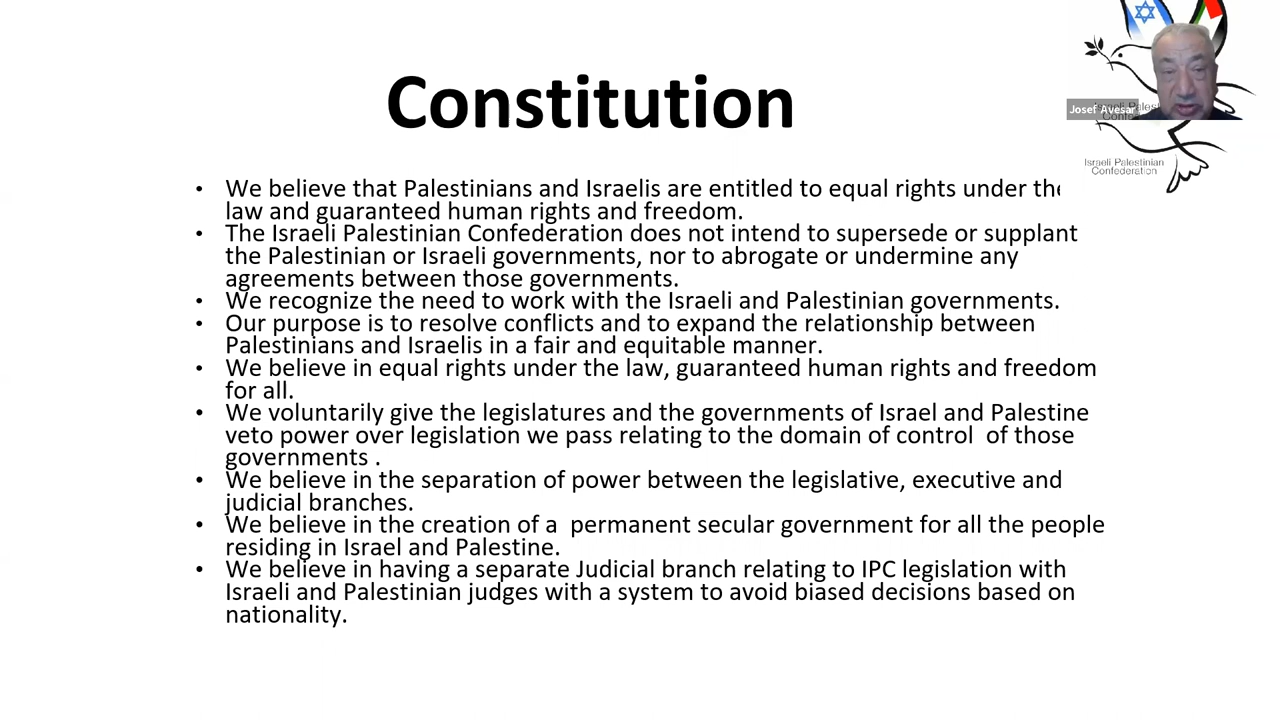 Constitution
• We believe that Palestinians and Israelis are entitled to equal rights under the
law and guaranteed human rights and freedom.
• The Israeli Palestinian Confederation does not intend to supersede or supplant
the Palestinian or Israeli governments, nor to abrogate or undermine any
agreements between those governments.
• We recognize the need to work with the Israeli and Palestinian governments.
• Our purpose is to resolve conflicts and to expand the relationship between
Palestinians and Israelis in a fair and equitable manner.
• We believe in equal rights under the law, guaranteed human rights and freedom
for all.
• We voluntarily give the legislatures and the governments of Israel and Palestine
veto power over legislation we pass relating to the domain of control  of those
governments .
• We believe in the separation of power between the legislative, executive and
judicial branches.
• We believe in the creation of a  permanent secular government for all the people
residing in Israel and Palestine.
• We believe in having a separate Judicial branch relating to IPC legislation with
Israeli and Palestinian judges with a system to avoid biased decisions based on
nationality.
Josef Avesar
Israeli Palestinian
Confederation